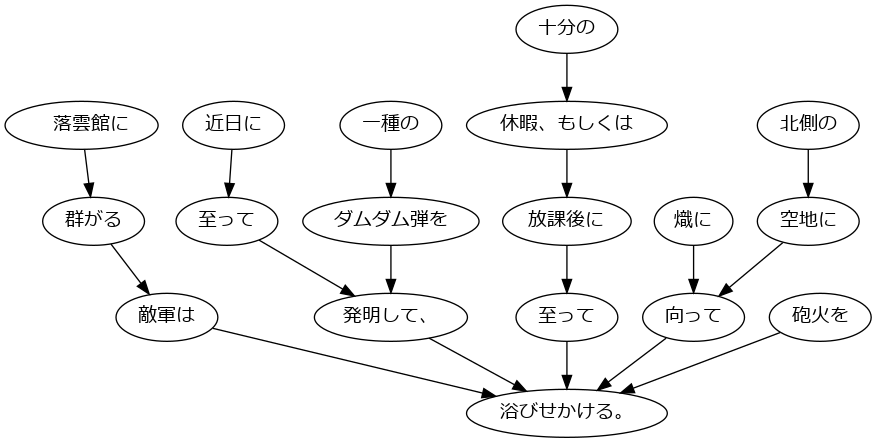 十分の
落雲館に
近日に
一種の
休暇、もしくは
北側の
群がる
至って
ダムダム弾を
放課後に
熾に
空地に
敵軍は
発明して、
至って
向って
砲火を
浴びせかける。